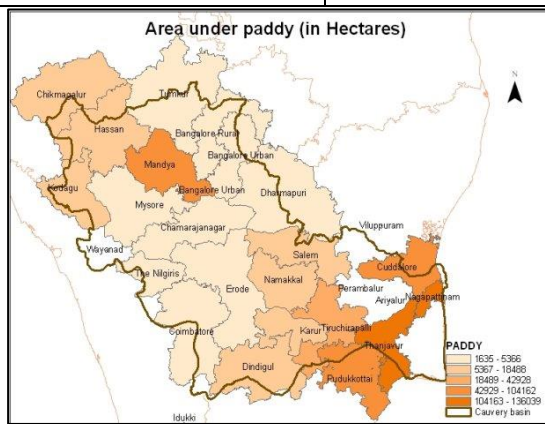 Area under paddy (in Hectares)
N
Chikmagalur
Tumkur
Hassan
Bangalore Rural
Mandya
Bangalore Urban
Kodagu
Bangalore Urban
Dharmapuri
Mysore
Chamarajanagar
Viluppuram
Wayenad
Salem
The Nilgiris
Cuddalore
Erode
Namakkal
Perambalur
Ariyalur
Nagapattinam
Coimbatore
Karur
Tiruchirapalli
Thanjavur
Dindigul
Pudukkottai
Idukki
PADDY
1635 - 5366
5367 - 18488
18489 - 42928
42929 - 104162
104163 - 136039
Cauvery basin